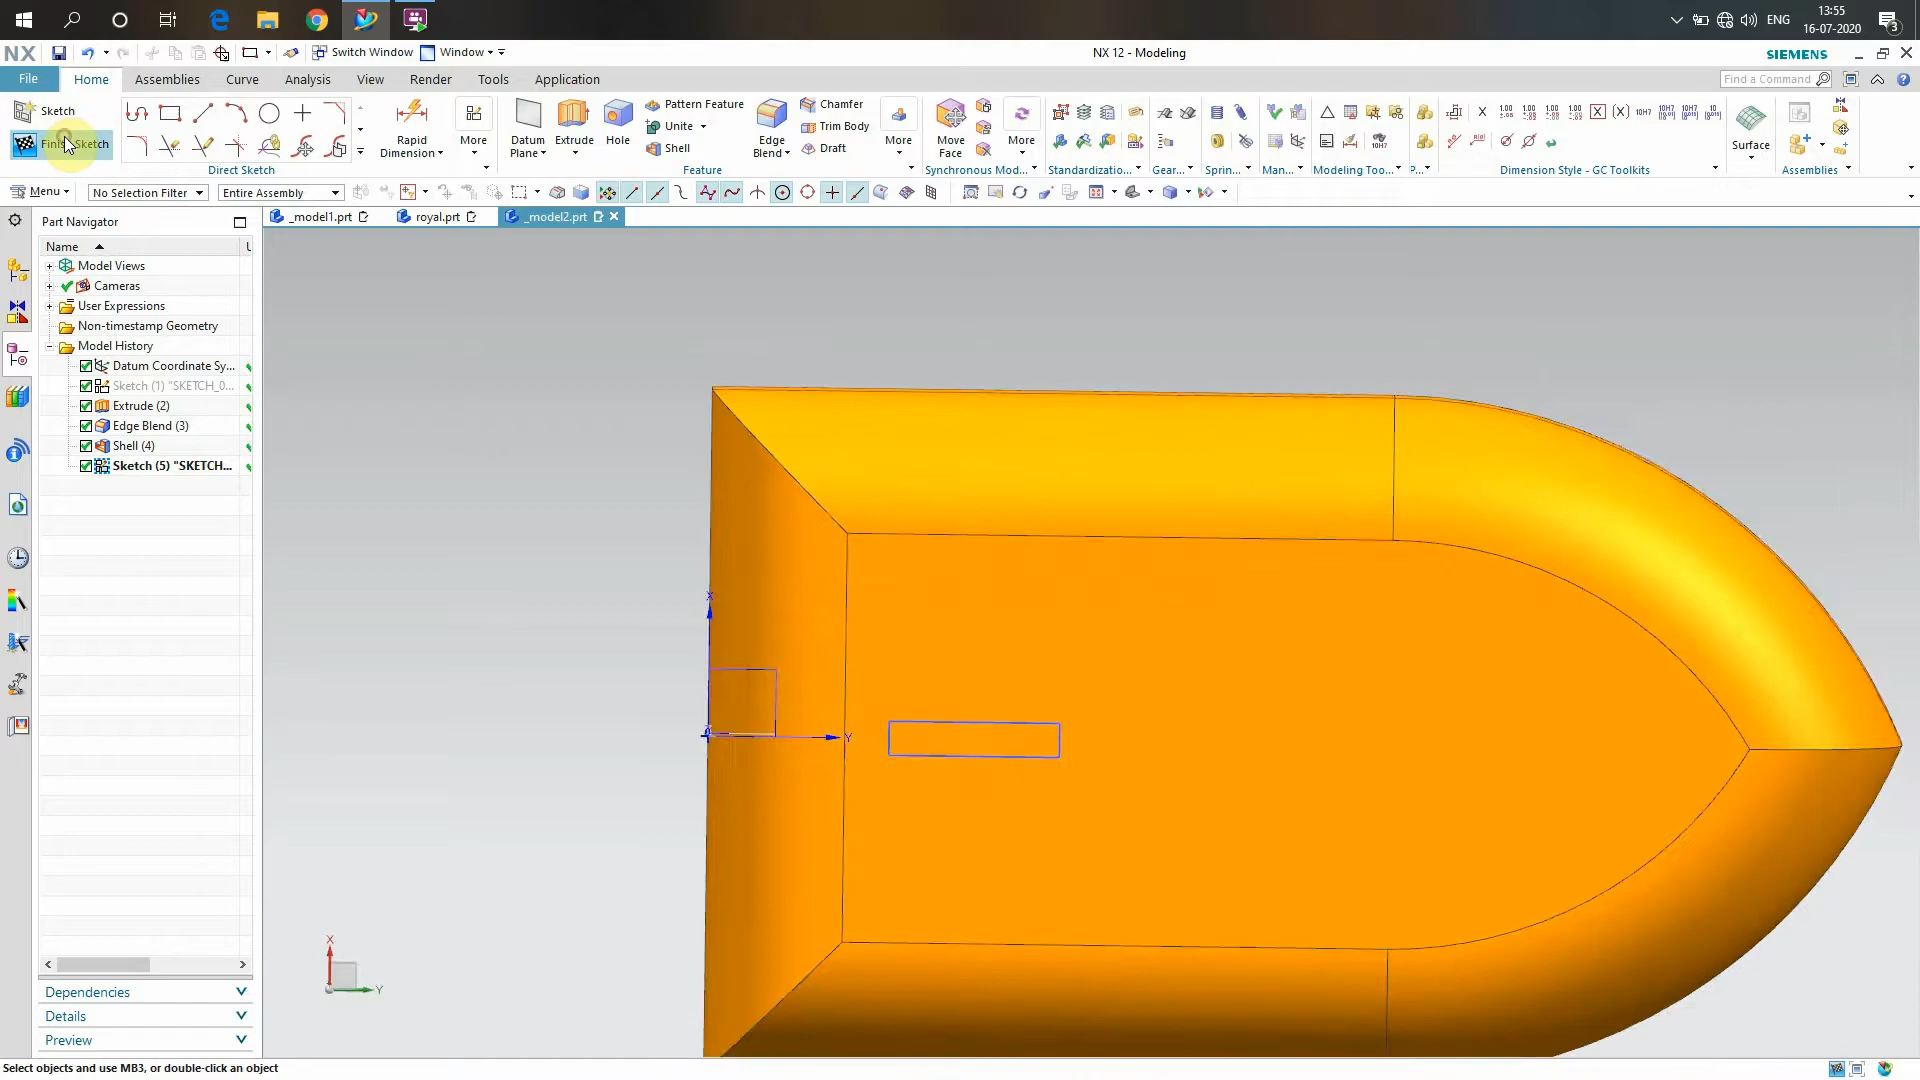 ENG
13:55
16-07-2020
3
NX
Switch Window
Window
NX 12 - Modeling
SIEMENS
File
Home
Assemblies
Curve
Analysis
View
Render
Tools
Application
Find a Command
Sketch
Finish Sketch
Direct Sketch
Rapid
Dimension
More
Datum
Plane
Extrude
Hole
Pattern Feature
Unite
Shell
Edge
Blend
Chamfer
Trim Body
Draft
More
Feature
Move
Face
More
Synchronous Mod...
Standardizatio...
Gear...
Sprin...
Man...
Modeling Too...
P...
Dimension Style - GC Toolkits
Surface
Assemblies
Menu
No Selection Filter
Entire Assembly
Part Navigator
_model1.prt
royal.prt
_model2.prt
Name
Model Views
Cameras
User Expressions
Non-timestamp Geometry
Model History
Datum Coordinate Sy...
Sketch (1) "SKETCH_0...
Extrude (2)
Edge Blend (3)
Shell (4)
Sketch (5) "SKETCH...
X
Y
X
Y
Dependencies
Details
Preview
Select objects and use MB3, or double-click an object